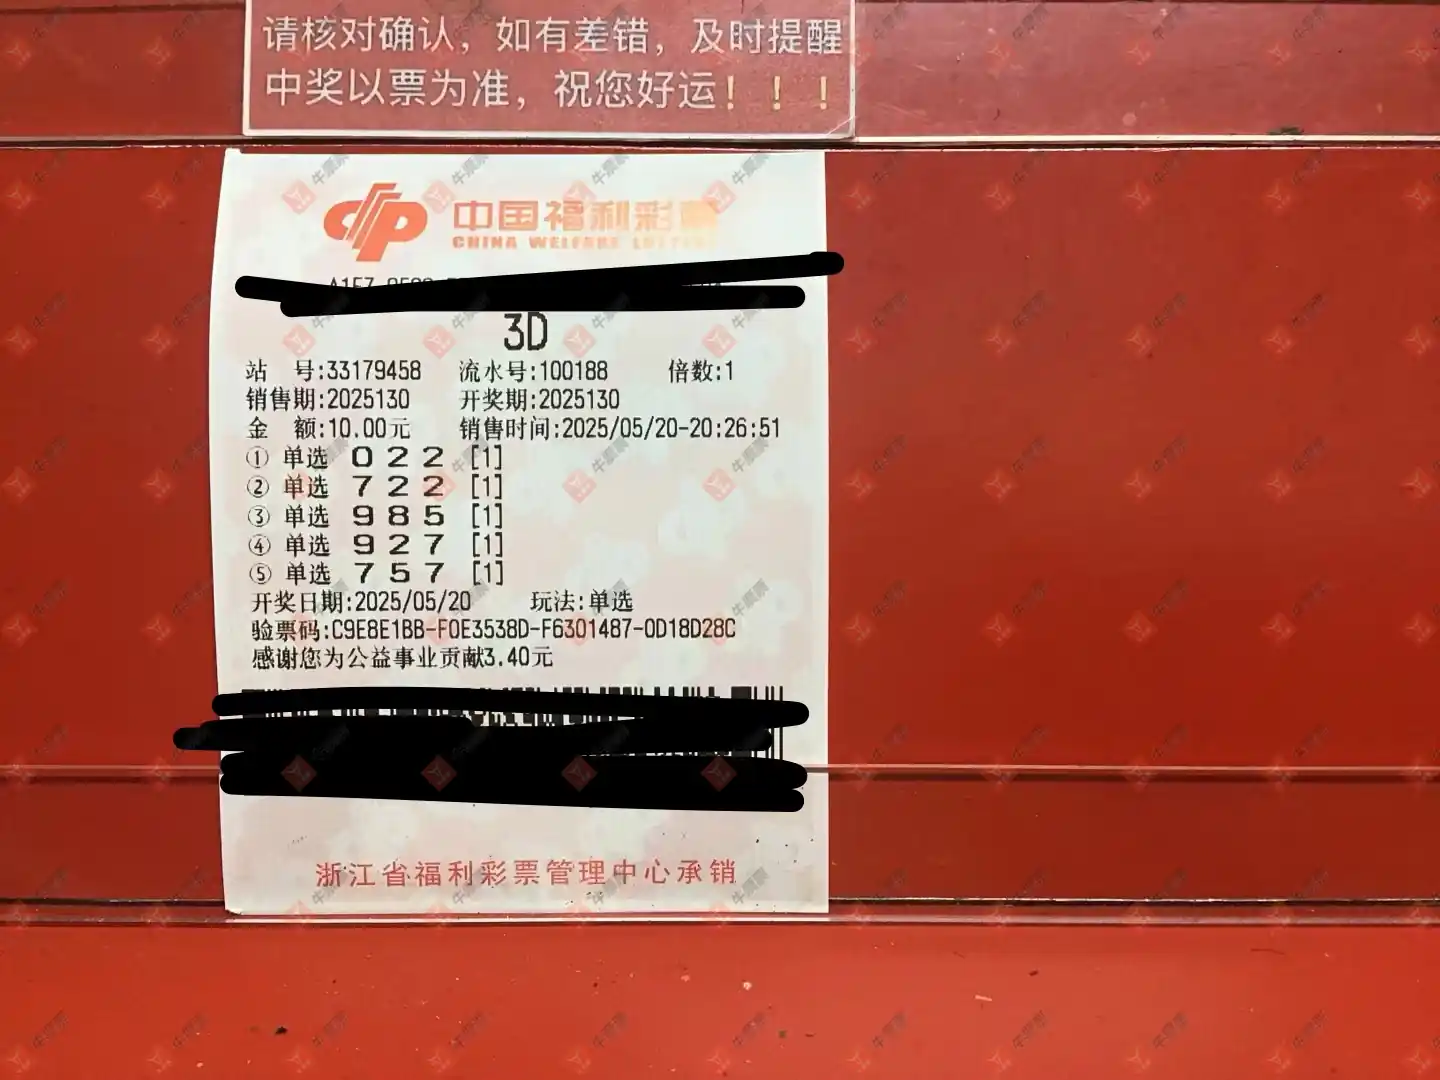 请核对确认，如有差错，及时提醒
中奖以票为准，祝您好运！！！
中国福利彩票
CHINA WELFARE LOTTERY
3D
站 号:33179458 流水号:100188 倍数:1
销售期:2025130 开奖期:2025130
金 额:10.00元 销售时间:2025/05/20-20:26:51
① 单选 0 2 2 [1]
② 单选 7 2 2 [1]
③ 单选 9 8 5 [1]
④ 单选 9 2 7 [1]
⑤ 单选 7 5 7 [1]
开奖日期:2025/05/20 玩法:单选
验票码:C9E8E1BB-F0E3538D-F6301487-0D18D28C
感谢您为公益事业贡献3.40元
浙江省福利彩票管理中心承销
牛票票